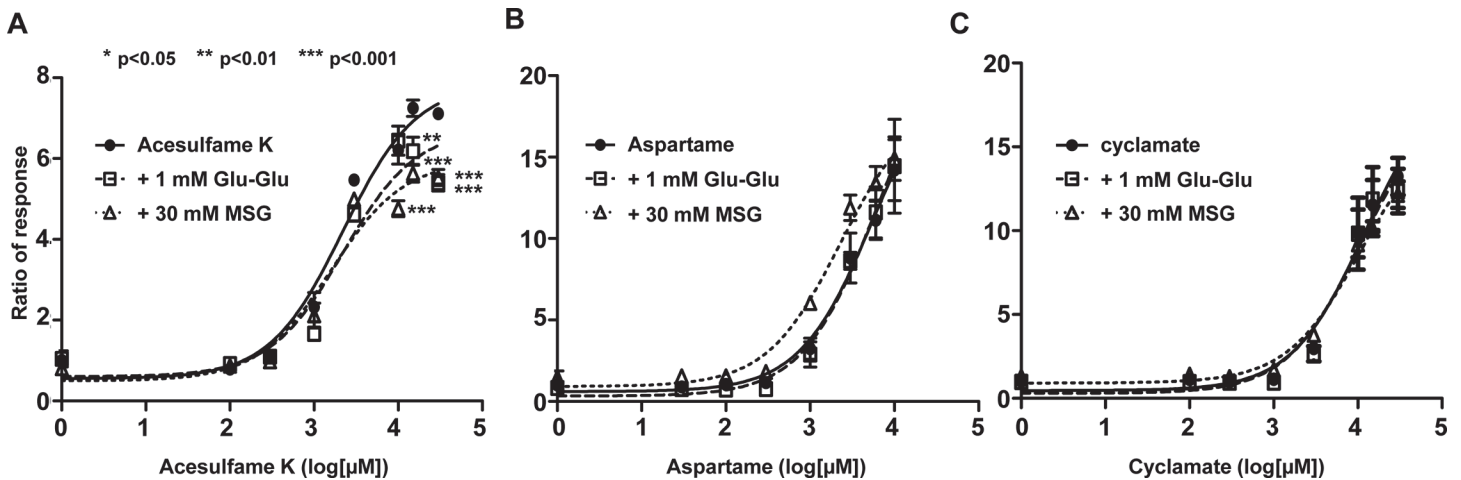 A
* p<0.05 ** p<0.01 *** p<0.001
8
6
4
2
0
Ratio of response
Acesulfame K
+ 1 mM Glu-Glu
+ 30 mM MSG
**
***
***
***
***
0 1 2 3 4 5
Acesulfame K (log[µM])
B
20
15
10
5
0
Aspartame
+ 1 mM Glu-Glu
+ 30 mM MSG
0 1 2 3 4 5
Aspartame (log[µM])
C
20
15
10
5
0
cyclamate
+ 1 mM Glu-Glu
+ 30 mM MSG
0 1 2 3 4 5
Cyclamate (log[µM])